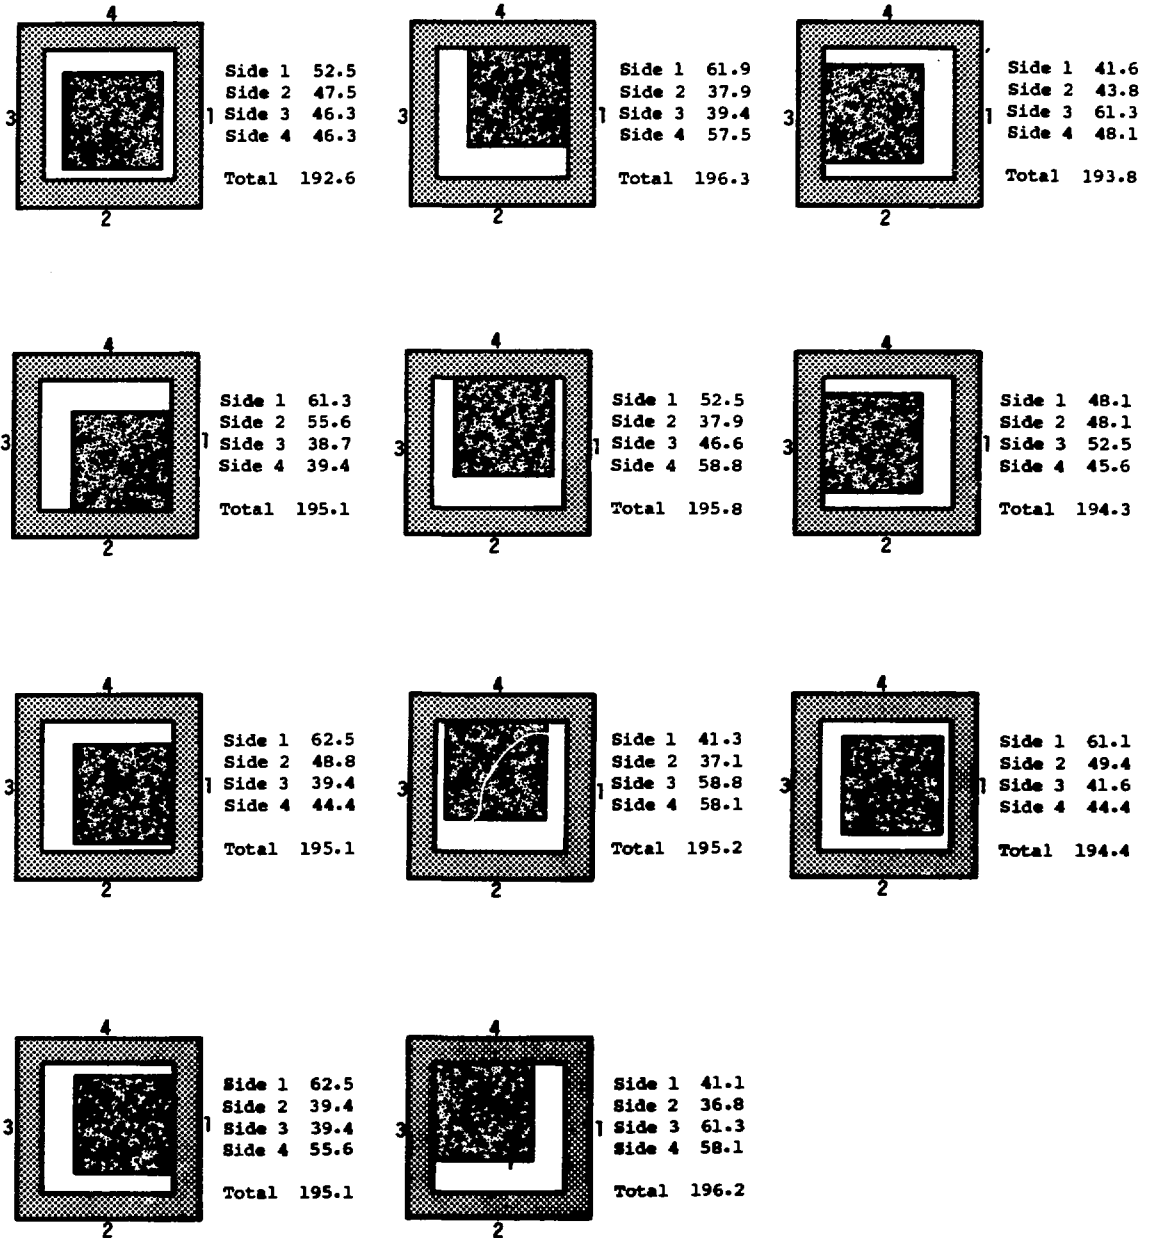 4
3
1
2
Side 1 52.5
Side 2 47.5
Side 3 46.3
Side 4 46.3
Total 192.6
4
3
1
2
Side 1 61.9
Side 2 37.9
Side 3 39.4
Side 4 57.5
Total 196.3
4
3
1
2
Side 1 41.6
Side 2 43.8
Side 3 61.3
Side 4 48.1
Total 193.8
4
3
1
2
Side 1 61.3
Side 2 55.6
Side 3 38.7
Side 4 39.4
Total 195.1
4
3
1
2
Side 1 52.5
Side 2 37.9
Side 3 46.6
Side 4 58.8
Total 195.8
4
3
1
2
Side 1 48.1
Side 2 48.1
Side 3 52.5
Side 4 45.6
Total 194.3
4
3
1
2
Side 1 62.5
Side 2 48.8
Side 3 39.4
Side 4 44.4
Total 195.1
4
3
1
2
Side 1 41.3
Side 2 37.1
Side 3 58.8
Side 4 58.1
Total 195.2
4
3
1
2
Side 1 61.1
Side 2 49.4
Side 3 41.6
Side 4 44.4
Total 194.4
4
3
1
2
Side 1 62.5
Side 2 39.4
Side 3 39.4
Side 4 55.6
Total 195.1
4
3
1
2
Side 1 41.1
Side 2 36.8
Side 3 61.3
Side 4 58.1
Total 196.2